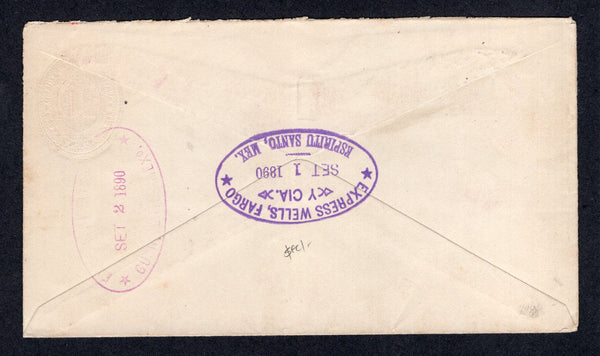 EXPRESS WELLS, FARGO
Y CIA.
SET 1 1890
ESPIRITU SANTO, MEX.
SET 2 1890